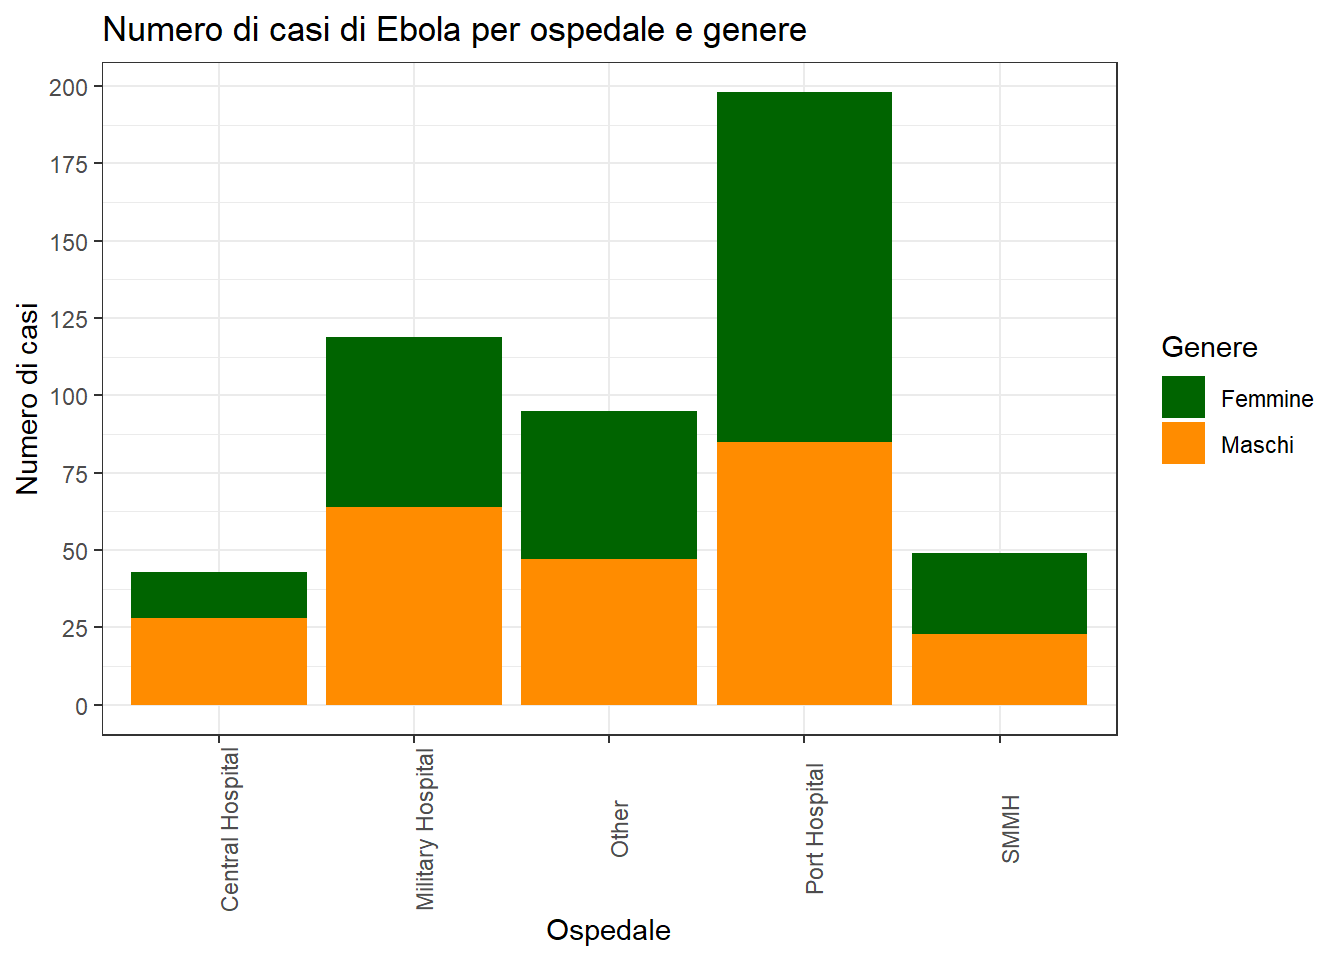 Numero di casi di Ebola per ospedale e genere
Numero di casi
200
175
150
125
100
75
50
25
0
Central Hospital
Military Hospital
Other
Port Hospital
SMMH
Ospedale
Genere
Femmine
Maschi